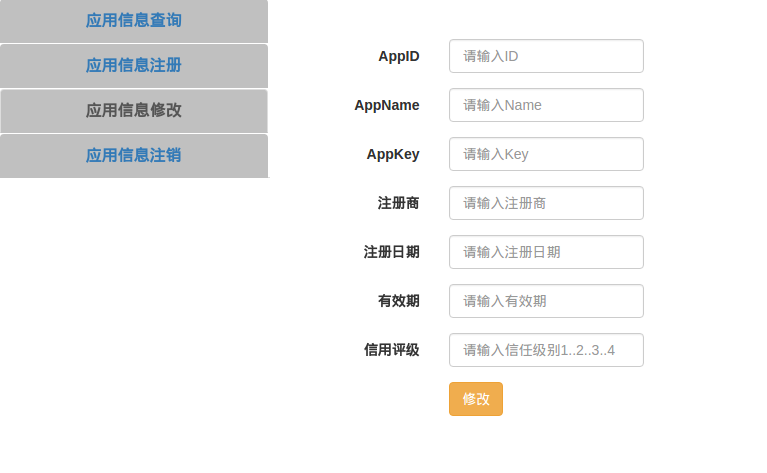 应用信息查询
应用信息注册
应用信息修改
应用信息注销
AppID 请输入ID
AppName 请输入Name
AppKey 请输入Key
注册商 请输入注册商
注册日期 请输入注册日期
有效期 请输入有效期
信用评级 请输入信任级别1..2..3..4
修改